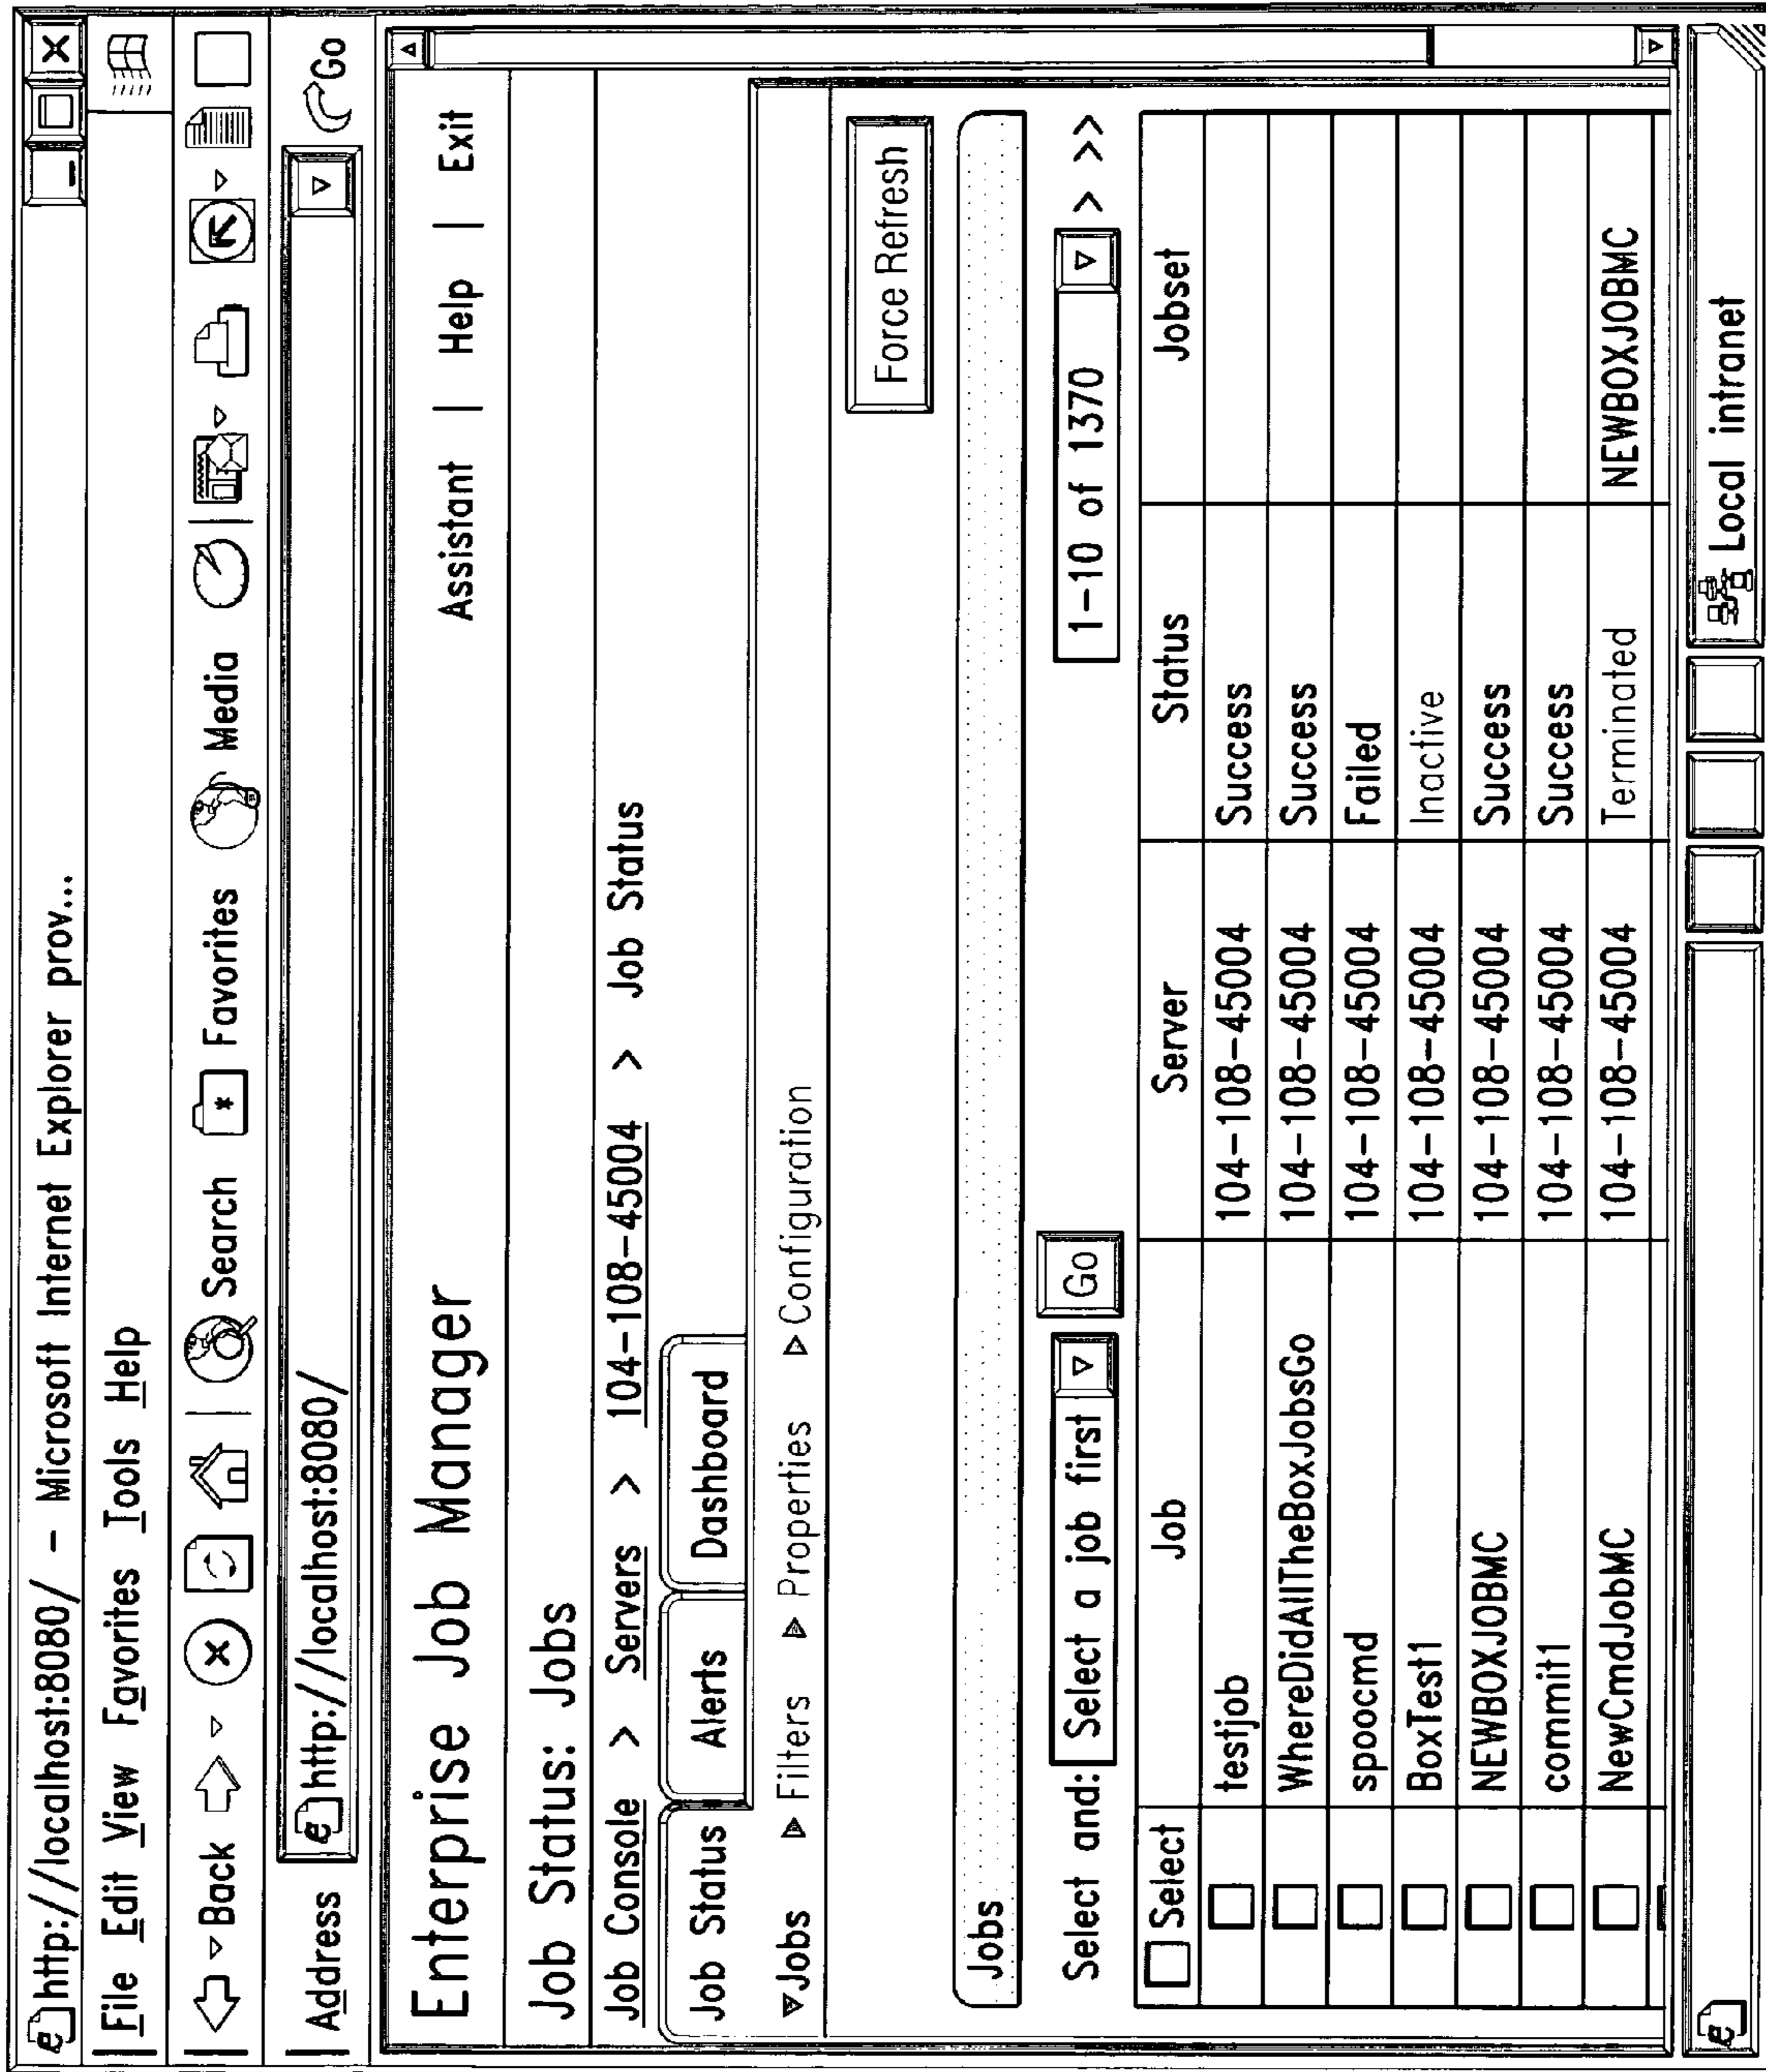 http://localhost:8080/ - Microsoft Internet Explorer prov...
File Edit View Favorites Tools Help
Back Search Favorites Media
Address http://localhost:8080/ Go
Enterprise Job Manager Assistant | Help | Exit
Job Status: Jobs
Job Console > Servers > 104-108-45004 > Job Status
Job Status Alerts Dashboard
Jobs Filters Properties Configuration
Force Refresh
Jobs
Select and: Select a job first Go 1-10 of 1370 > >>
Select Job Server Status Jobset
testjob 104-108-45004 Success
WhereDidAllTheBoxJobsGo 104-108-45004 Success
spoocmd 104-108-45004 Failed
BoxTest1 104-108-45004 Inactive
NEWBOXJOBMC 104-108-45004 Success
commit1 104-108-45004 Success
NewCmdJobMC 104-108-45004 Terminated NEWBOXJOBMC
Local intranet